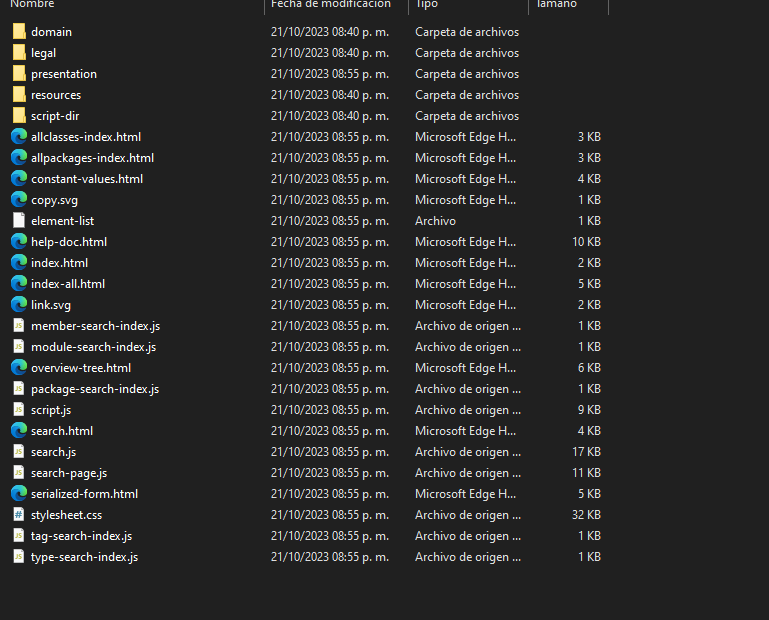 Nombre Fecha de modificación Tipo Tamaño
domain 21/10/2023 08:40 p. m. Carpeta de archivos
legal 21/10/2023 08:40 p. m. Carpeta de archivos
presentation 21/10/2023 08:55 p. m. Carpeta de archivos
resources 21/10/2023 08:40 p. m. Carpeta de archivos
script-dir 21/10/2023 08:40 p. m. Carpeta de archivos
allclasses-index.html 21/10/2023 08:55 p. m. Microsoft Edge H... 3 KB
allpackages-index.html 21/10/2023 08:55 p. m. Microsoft Edge H... 3 KB
constant-values.html 21/10/2023 08:55 p. m. Microsoft Edge H... 4 KB
copy.svg 21/10/2023 08:55 p. m. Microsoft Edge H... 1 KB
element-list 21/10/2023 08:55 p. m. Archivo 1 KB
help-doc.html 21/10/2023 08:55 p. m. Microsoft Edge H... 10 KB
index.html 21/10/2023 08:55 p. m. Microsoft Edge H... 2 KB
index-all.html 21/10/2023 08:55 p. m. Microsoft Edge H... 5 KB
link.svg 21/10/2023 08:55 p. m. Microsoft Edge H... 2 KB
member-search-index.js 21/10/2023 08:55 p. m. Archivo de origen ... 1 KB
module-search-index.js 21/10/2023 08:55 p. m. Archivo de origen ... 1 KB
overview-tree.html 21/10/2023 08:55 p. m. Microsoft Edge H... 6 KB
package-search-index.js 21/10/2023 08:55 p. m. Archivo de origen ... 1 KB
script.js 21/10/2023 08:55 p. m. Archivo de origen ... 9 KB
search.html 21/10/2023 08:55 p. m. Microsoft Edge H... 4 KB
search.js 21/10/2023 08:55 p. m. Archivo de origen ... 17 KB
search-page.js 21/10/2023 08:55 p. m. Archivo de origen ... 11 KB
serialized-form.html 21/10/2023 08:55 p. m. Microsoft Edge H... 5 KB
stylesheet.css 21/10/2023 08:55 p. m. Archivo de origen ... 32 KB
tag-search-index.js 21/10/2023 08:55 p. m. Archivo de origen ... 1 KB
type-search-index.js 21/10/2023 08:55 p. m. Archivo de origen ... 1 KB